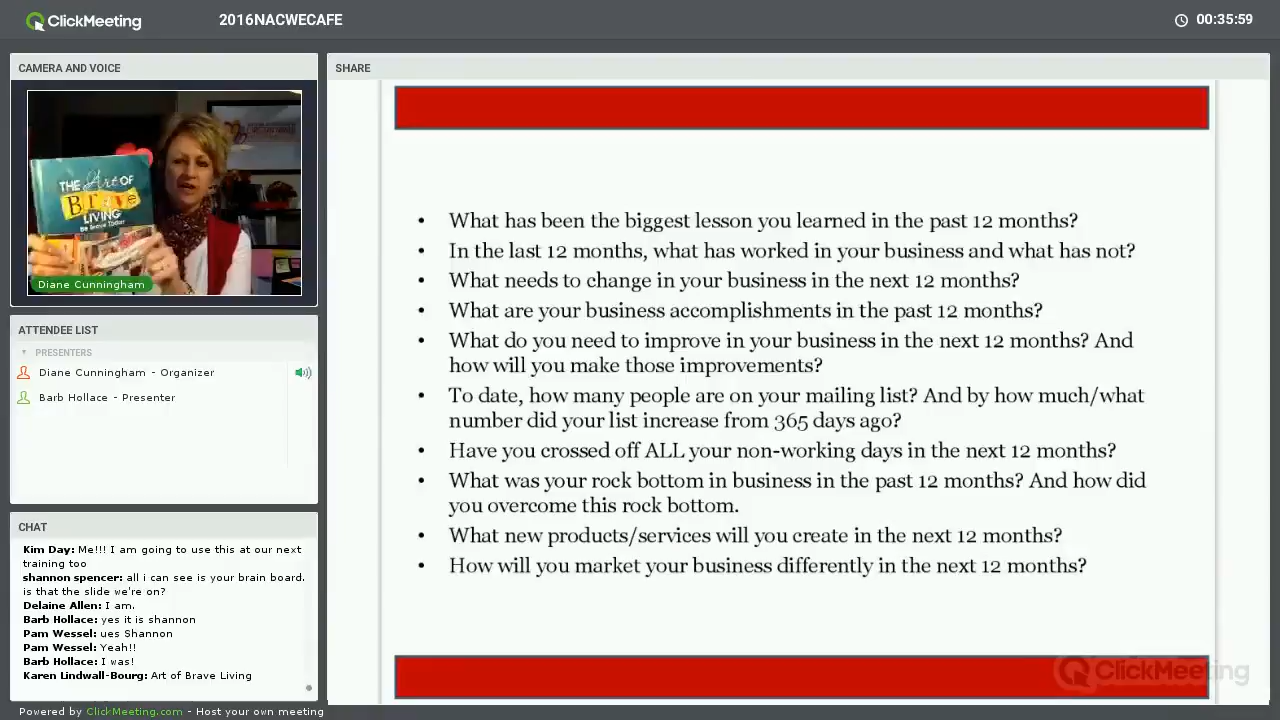 ClickMeeting
2016NACWECAFE
00:35:59
CAMERA AND VOICE
THE Art OF
Brave
LIVING
Be Brave Today
Diane Cunningham
ATTENDEE LIST
PRESENTERS
Diane Cunningham - Organizer
Barb Hollace - Presenter
CHAT
Kim Day: Me!!! I am going to use this at our next
training too
shannon spencer: all i can see is your brain board.
is that the slide we're on?
Delaine Allen: I am.
Barb Hollace: yes it is shannon
Pam Wessel: ues Shannon
Pam Wessel: Yeah!!
Barb Hollace: I was!
Karen Lindwall-Bourg: Art of Brave Living
SHARE
• What has been the biggest lesson you learned in the past 12 months?
• In the last 12 months, what has worked in your business and what has not?
• What needs to change in your business in the next 12 months?
• What are your business accomplishments in the past 12 months?
• What do you need to improve in your business in the next 12 months? And
how will you make those improvements?
• To date, how many people are on your mailing list? And by how much/what
number did your list increase from 365 days ago?
• Have you crossed off ALL your non-working days in the next 12 months?
• What was your rock bottom in business in the past 12 months? And how did
you overcome this rock bottom.
• What new products/services will you create in the next 12 months?
• How will you market your business differently in the next 12 months?
ClickMeeting
Powered by ClickMeeting.com - Host your own meeting